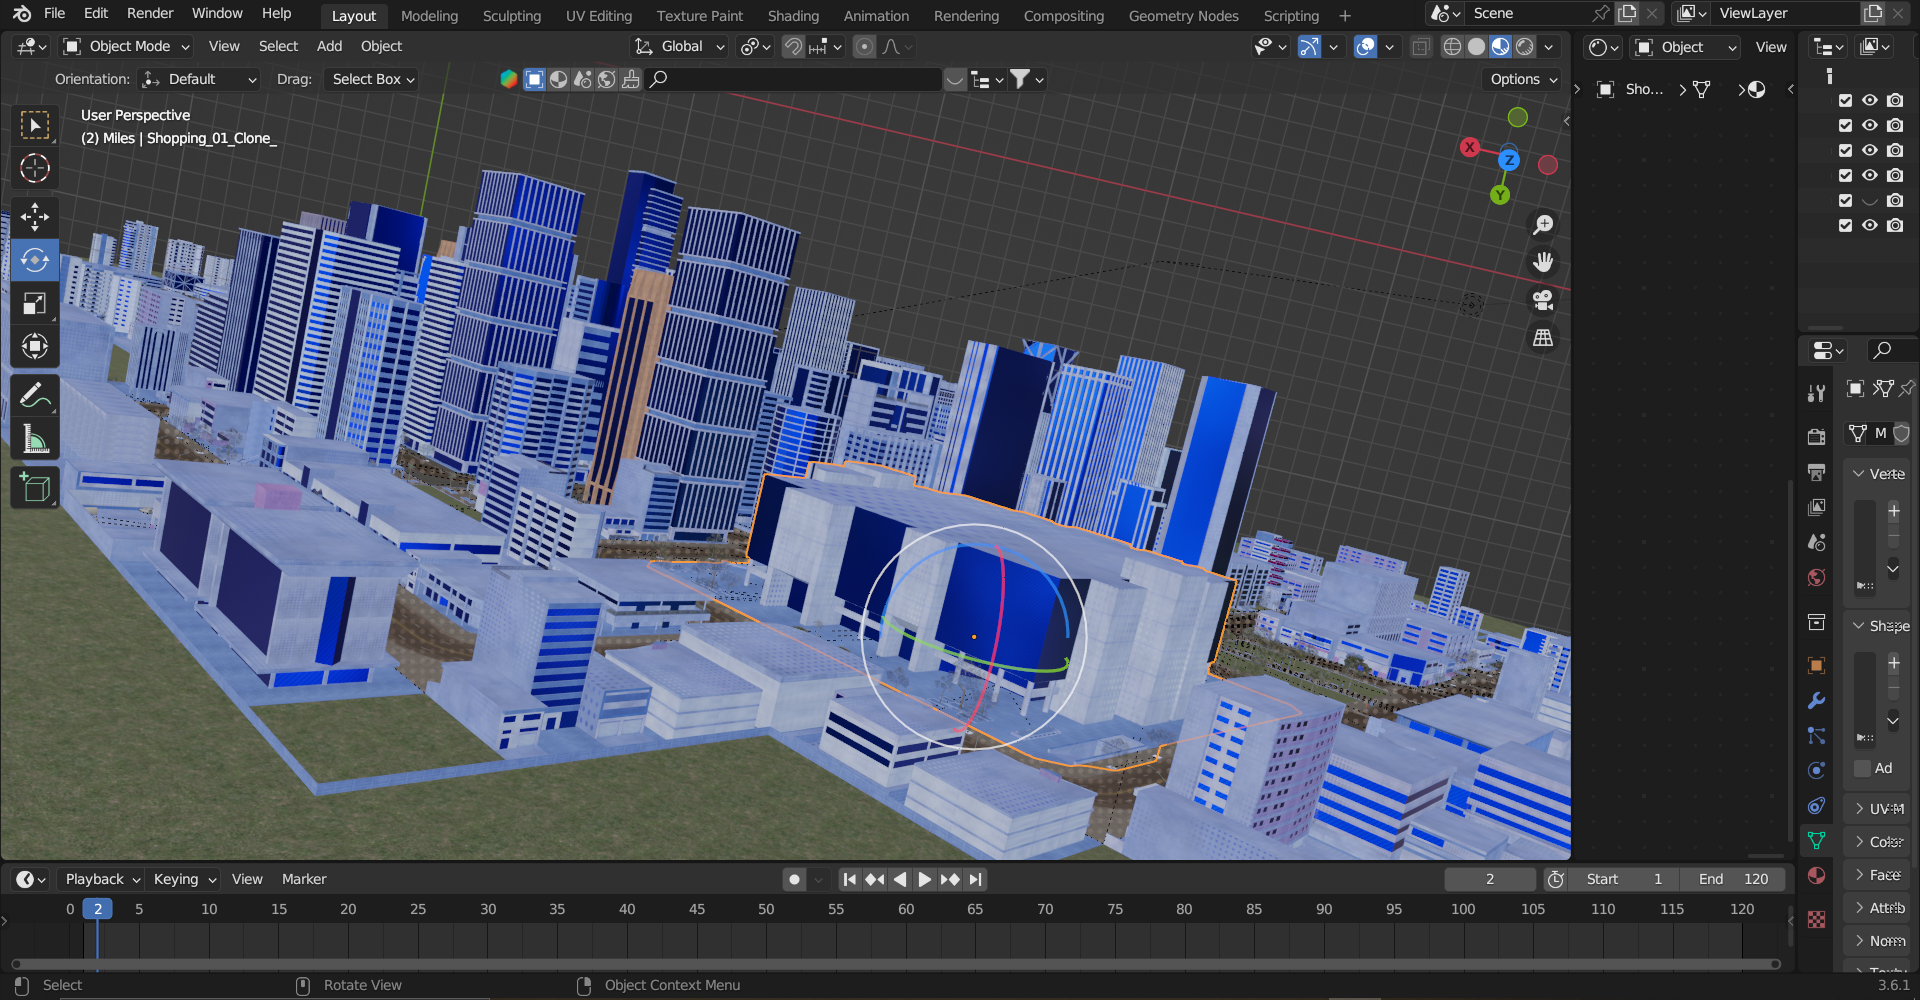 File Edit Render Window Help Layout Modeling Sculpting UV Editing Texture Paint Shading Animation Rendering Compositing Geometry Nodes Scripting + Scene ViewLayer
Object Mode View Select Add Object Global Object View
Orientation: Default Drag: Select Box Options
Sho...
User Perspective
(2) Miles | Shopping_01_Clone_
X
Z
Y
M
Verte
Shape
Ad
UV M
Color
Face
Attrib
Norm
Playback Keying View Marker 2 Start 1 End 120
0 2 5 10 15 20 25 30 35 40 45 50 55 60 65 70 75 80 85 90 95 100 105 110 115 120
Select Rotate View Object Context Menu 3.6.1